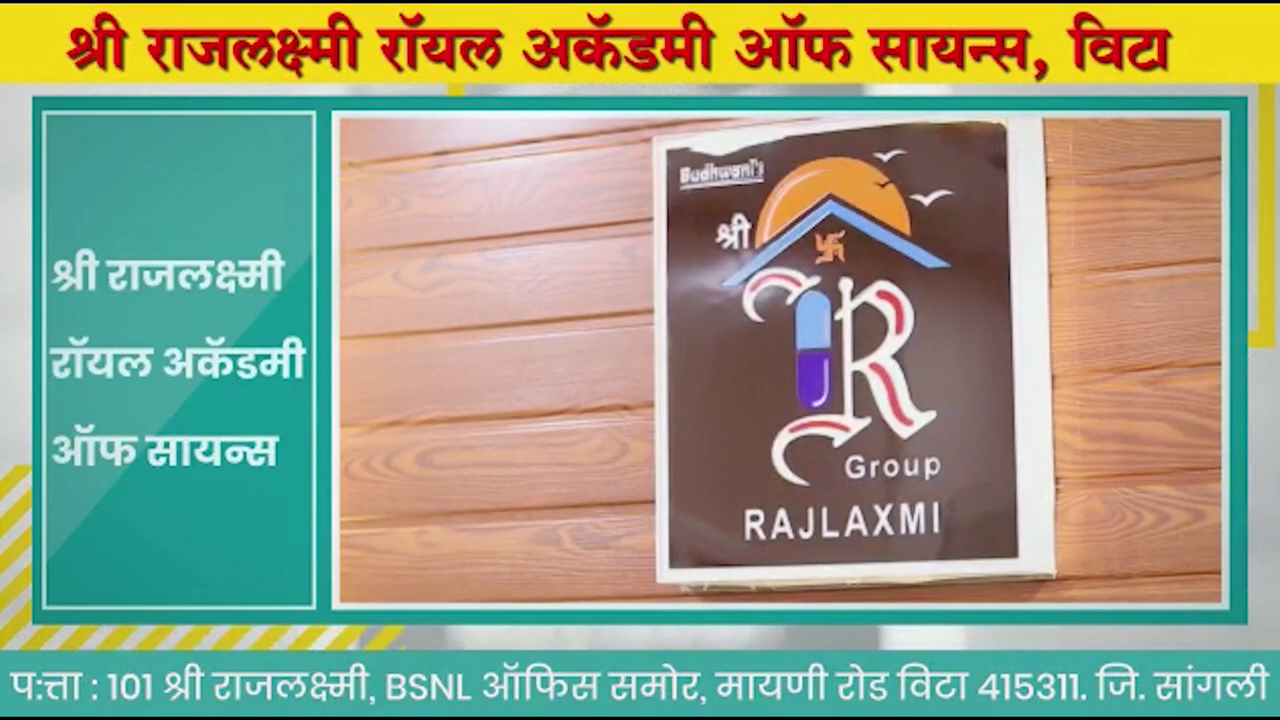 श्री राजलक्ष्मी रॉयल अकॅडमी ऑफ सायन्स, विटा
श्री राजलक्ष्मी
रॉयल अकॅडमी
ऑफ सायन्स
Budhwani's
श्री
R
Group
RAJLAXMI
प:त्ता : 101 श्री राजलक्ष्मी, BSNL ऑफिस समोर, मायणी रोड विटा 415311. जि. सांगली